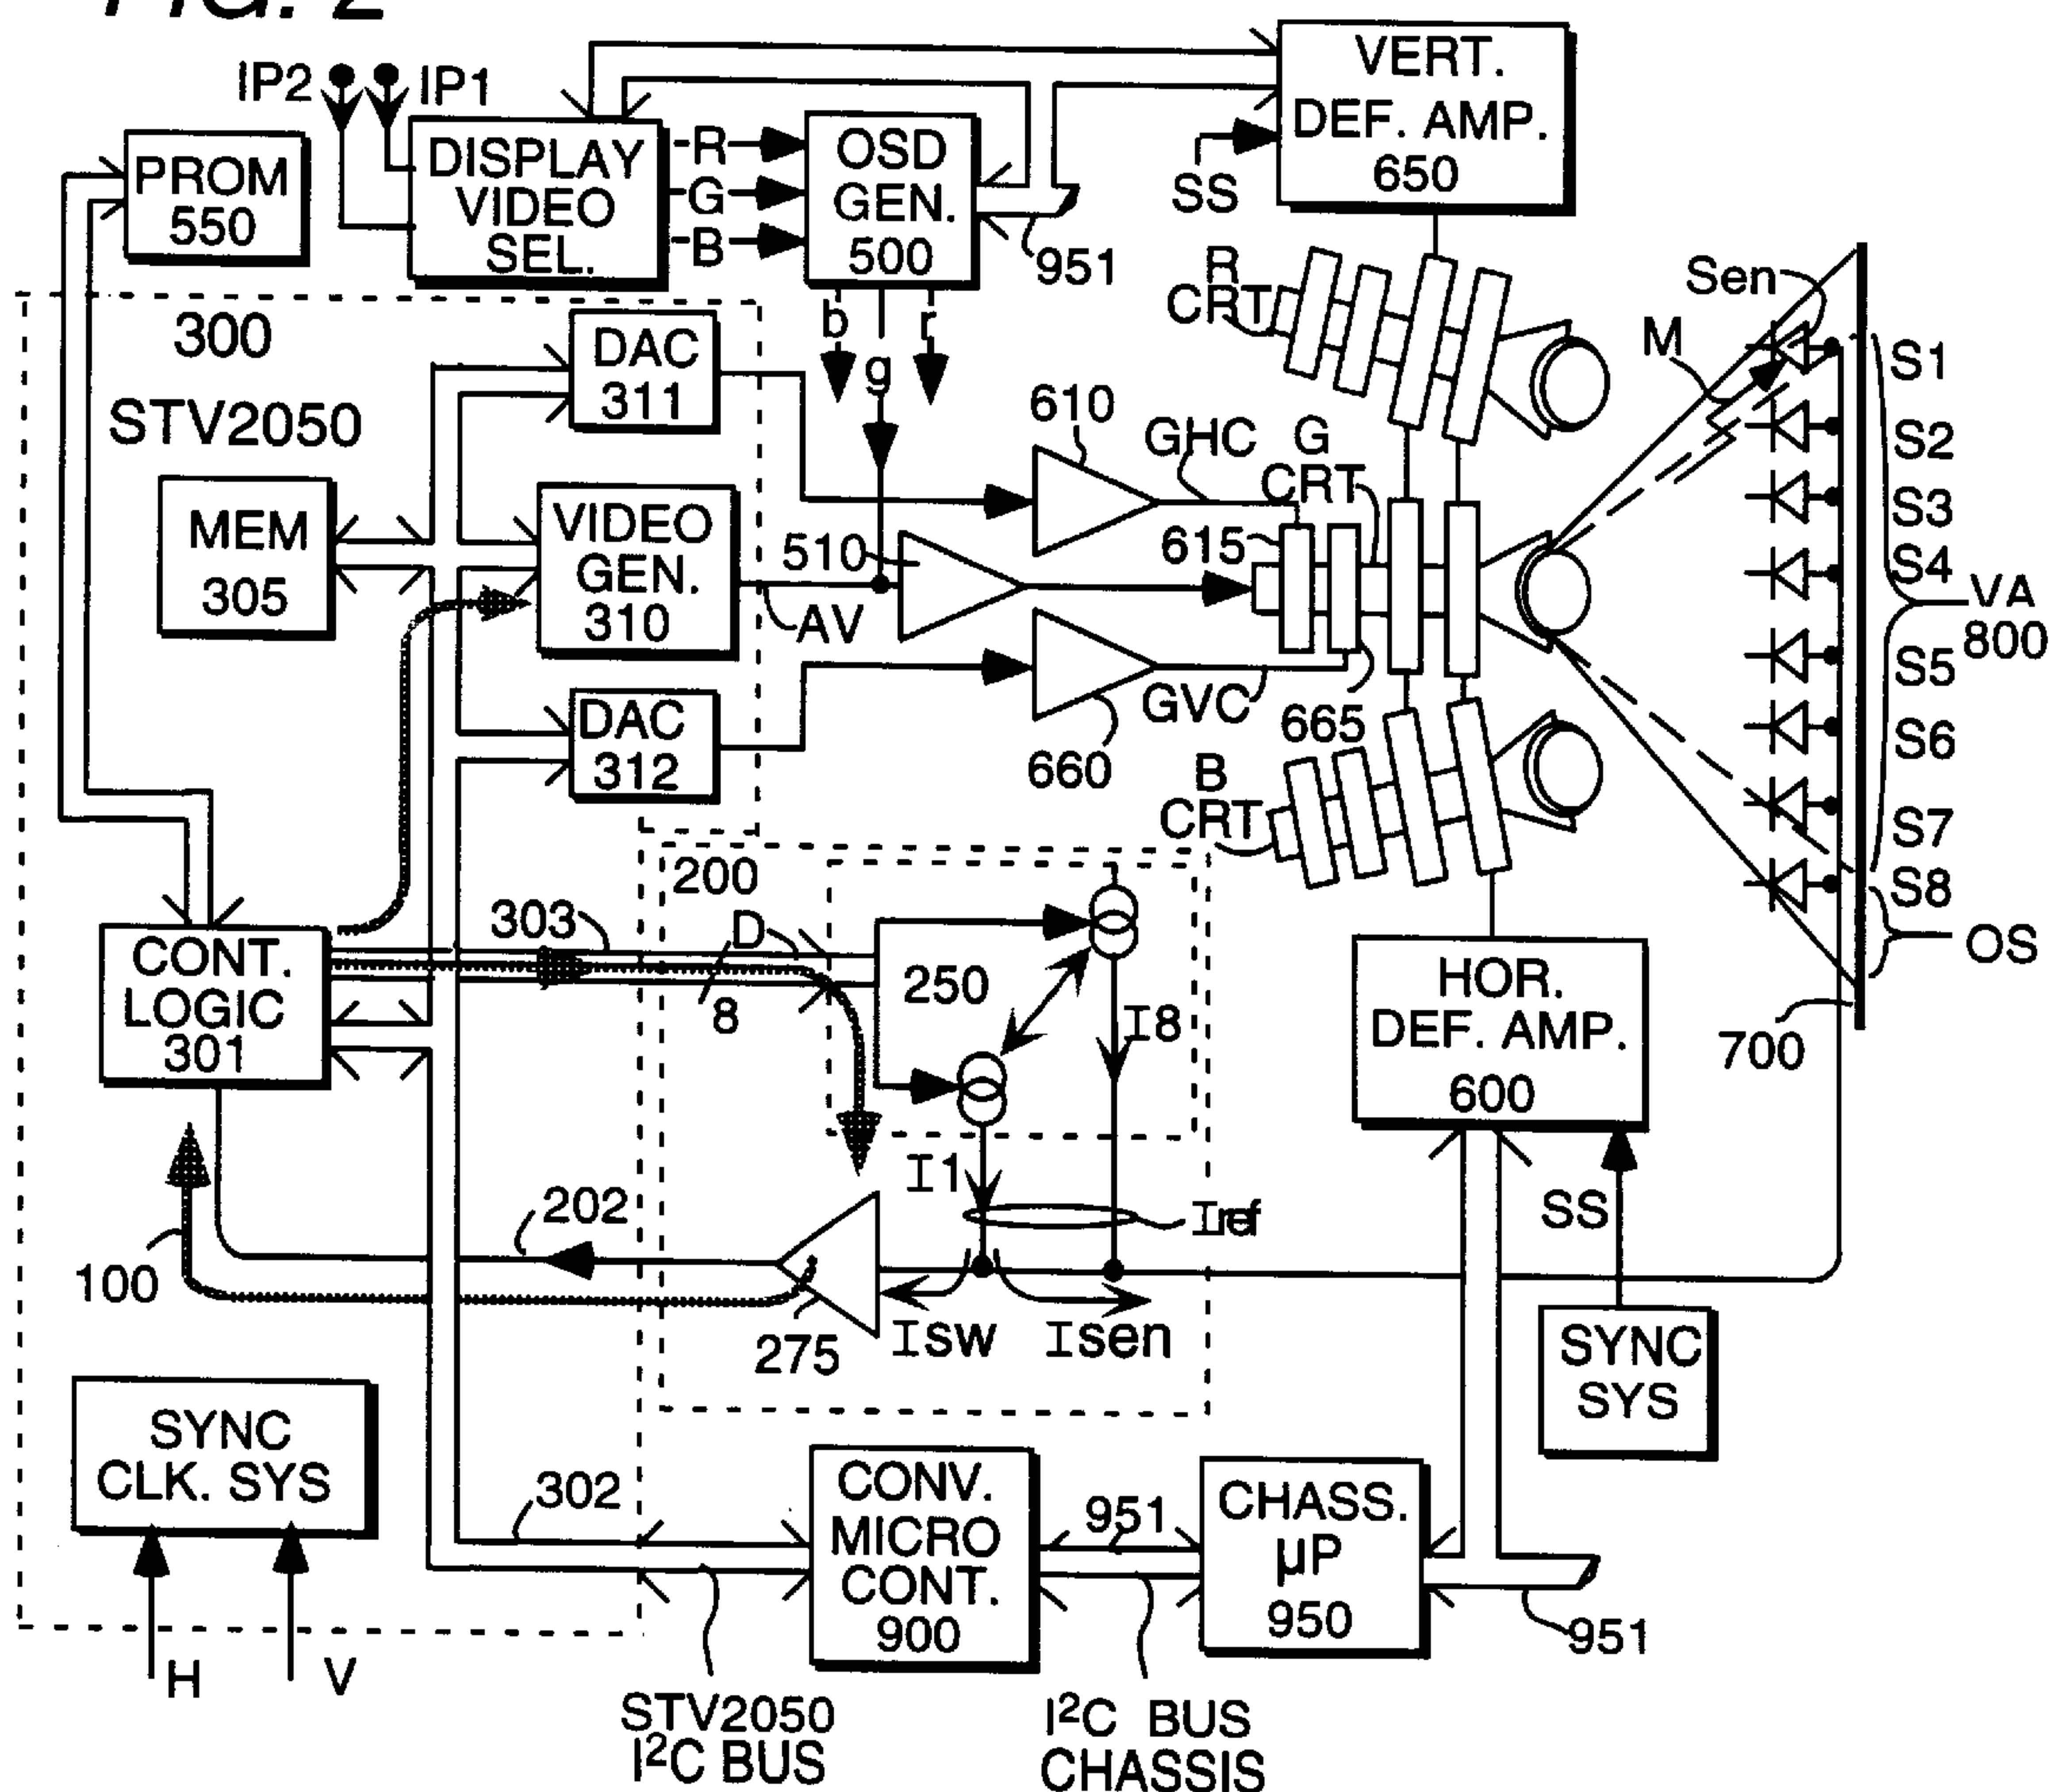 FIG. 2
IP2
IP1
PROM
550
DISPLAY
VIDEO
SEL.
R
G
B
OSD
GEN.
500
951
VERT.
DEF. AMP.
650
SS
R
CRT
Sen
M
S1
S2
S3
S4
S5
S6
S7
S8
VA
800
OS
700
300
STV2050
DAC
311
b
g
r
610
GHC
G
CRT
MEM
305
VIDEO
GEN.
310
510
615
AV
DAC
312
GVC
660
665
B
CRT
200
303
D
8
250
I8
CONT.
LOGIC
301
HOR.
DEF. AMP.
600
I1
Iref
SS
202
100
275
Isw
Isen
SYNC
SYS
SYNC
CLK. SYS
H
V
302
CONV.
MICRO
CONT.
900
951
CHASS.
µP
950
951
STV2050
I²C BUS
I²C BUS
CHASSIS